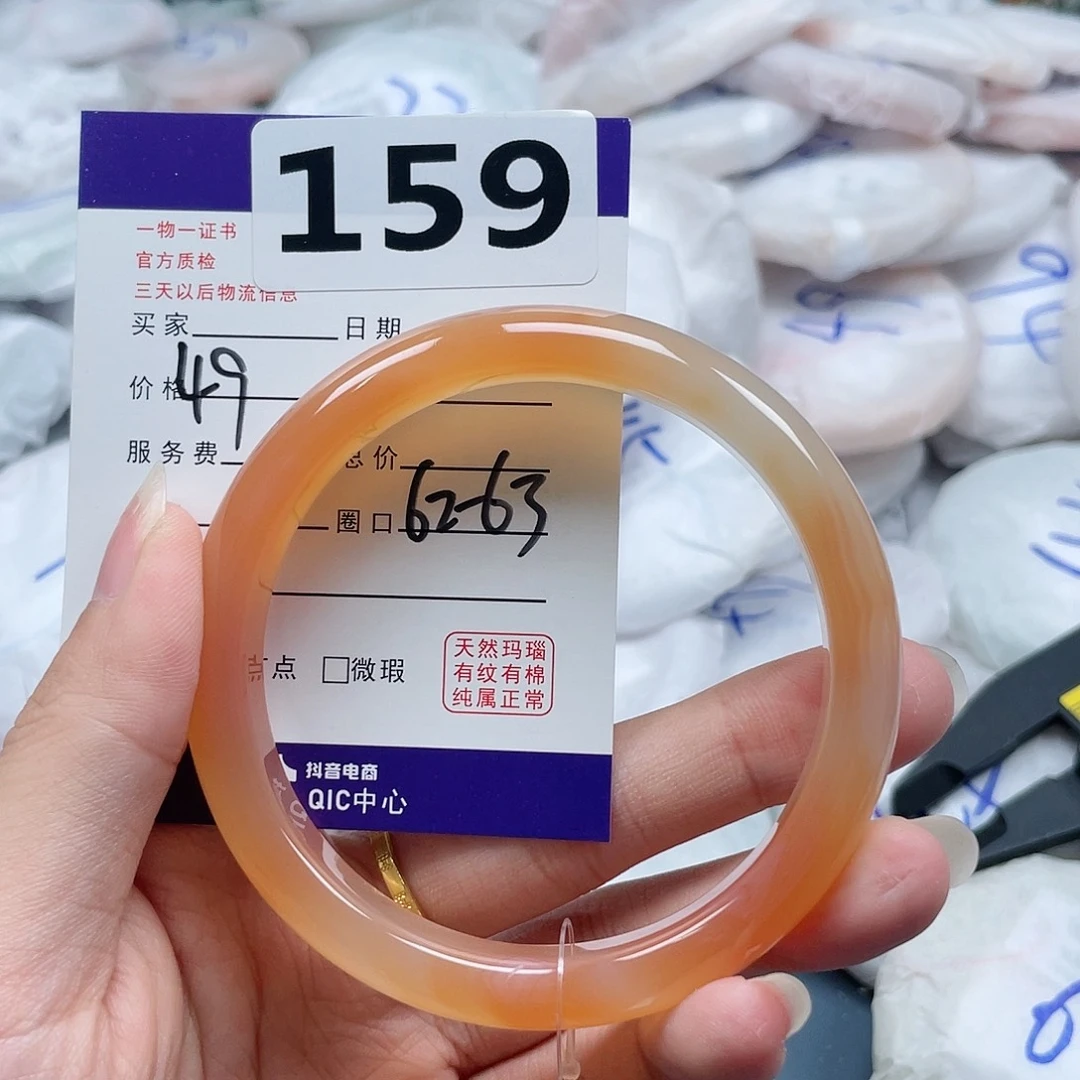 159
一物一证书
官方质检
三天以后物流信息
买家 日期
价格 49
服务费 总价
圈口 62-63
点 □微瑕
天然玛瑙
有纹有棉
纯属正常
抖音电商
QIC中心